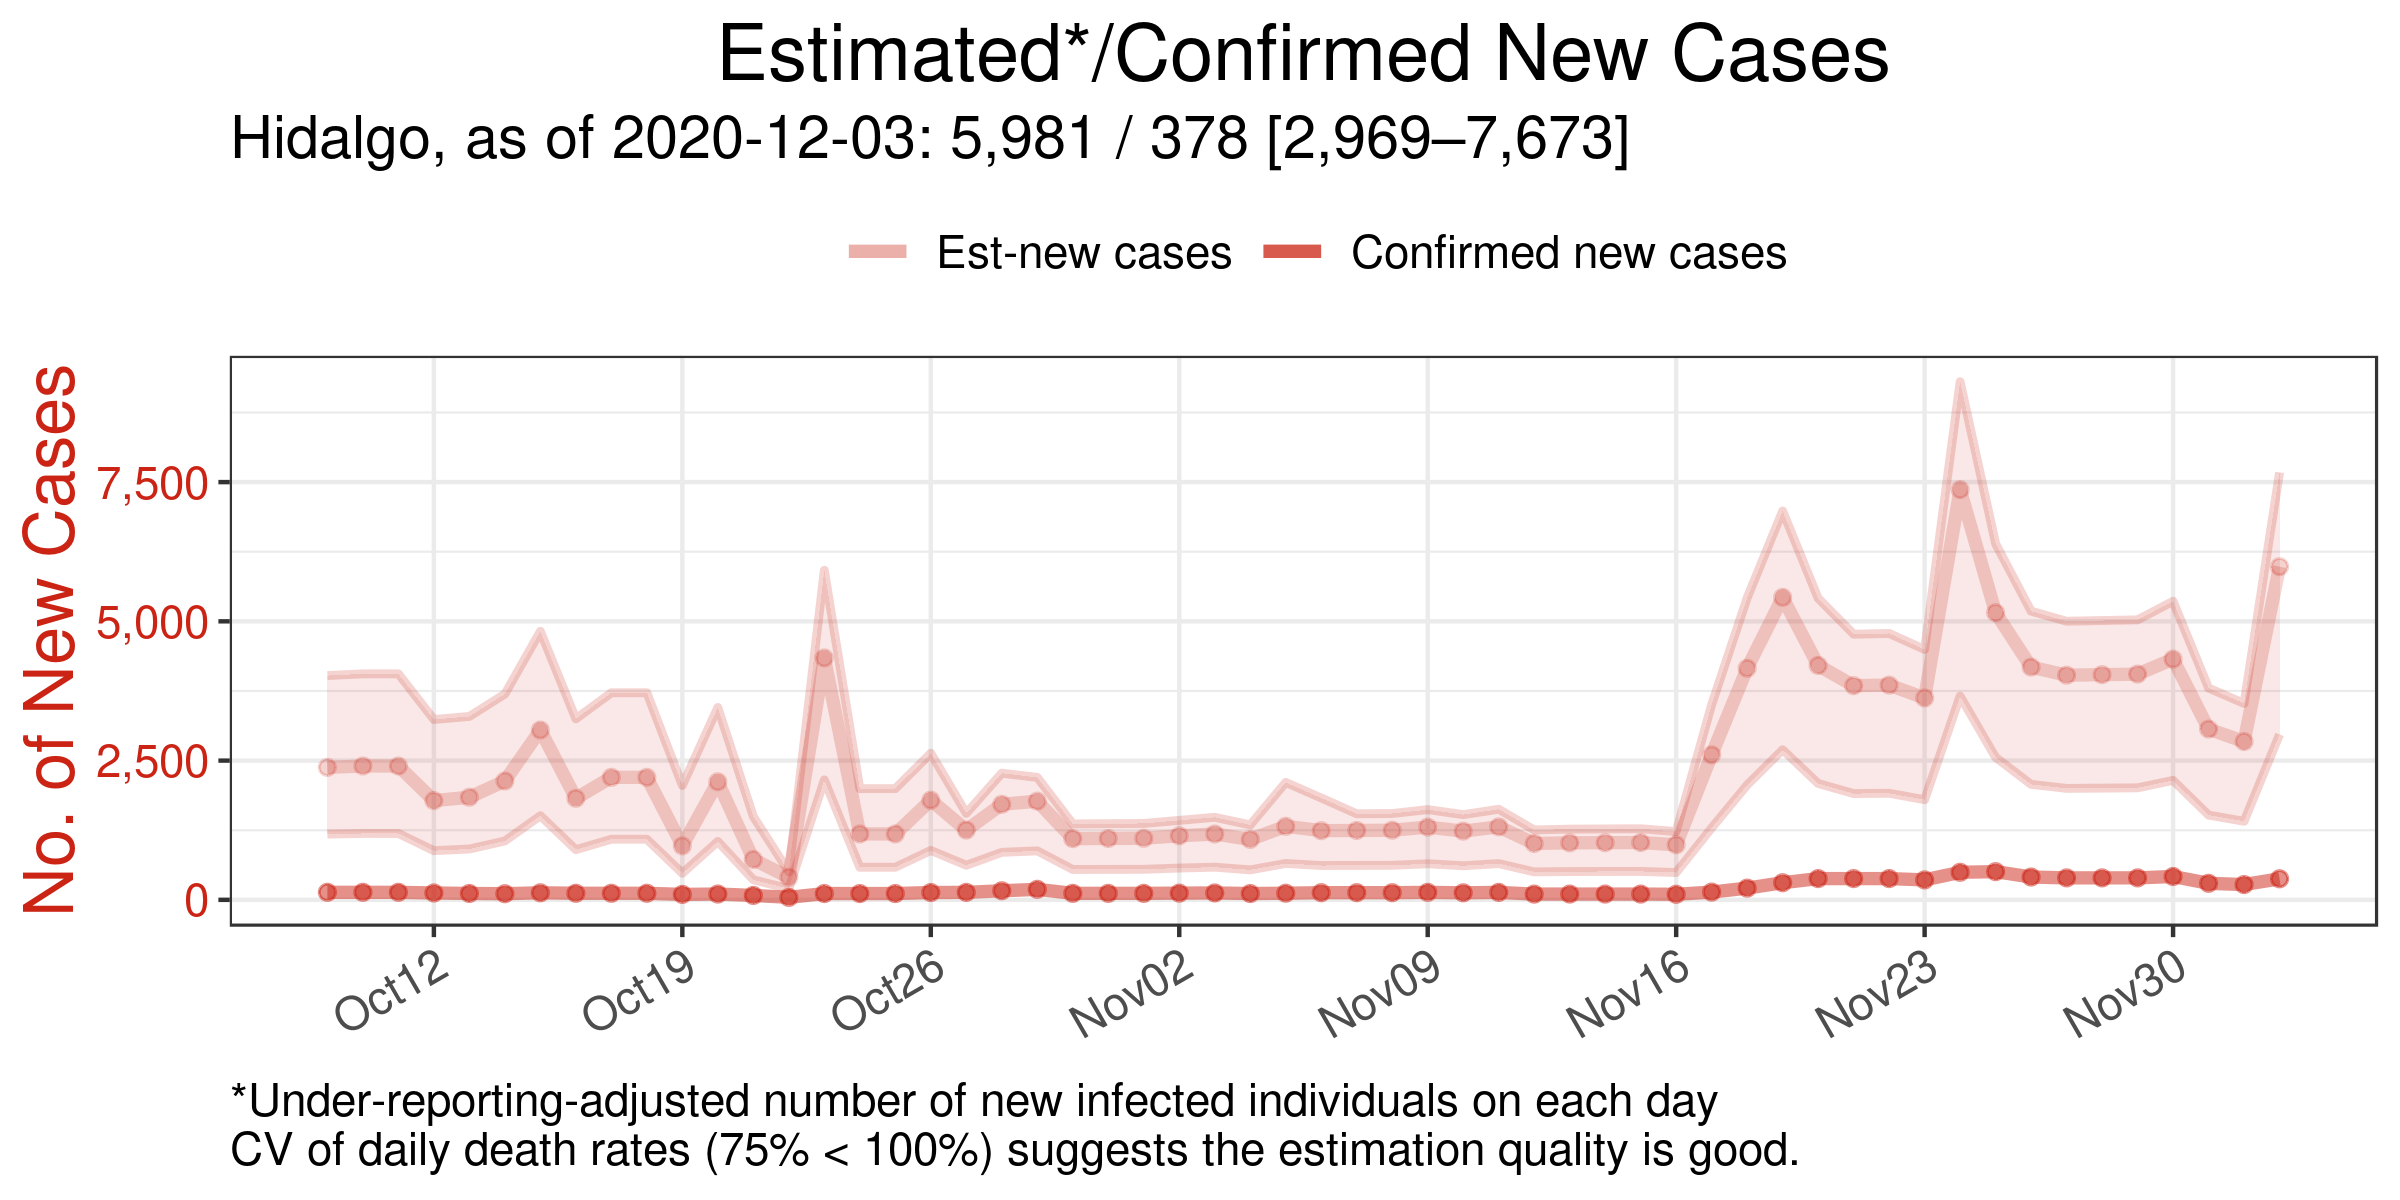 Estimated*/Confirmed New Cases
Hidalgo, as of 2020-12-03: 5,981 / 378 [2,969–7,673]
Est-new cases
Confirmed new cases
No. of New Cases
7,500
5,000
2,500
0
Oct12
Oct19
Oct26
Nov02
Nov09
Nov16
Nov23
Nov30
*Under-reporting-adjusted number of new infected individuals on each day
CV of daily death rates (75% < 100%) suggests the estimation quality is good.